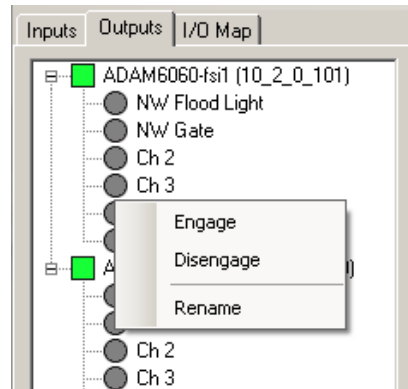 Inputs Outputs I/O Map
ADAM6060-fsi1 (10_2_0_101)
NW Flood Light
NW Gate
Ch 2
Ch 3
Engage
Disengage
Rename
Ch 2
Ch 3